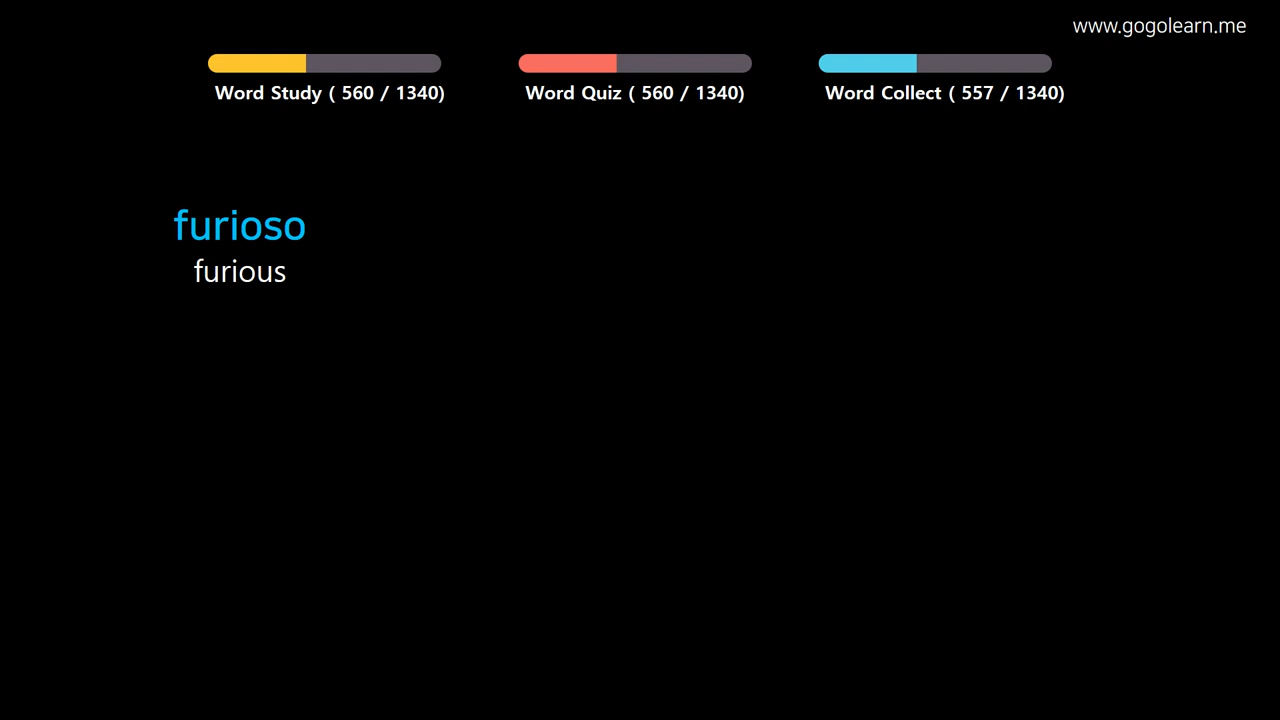 www.gogolearn.me
Word Study ( 560 / 1340)
Word Quiz ( 560 / 1340)
Word Collect ( 557 / 1340)
furioso
furious